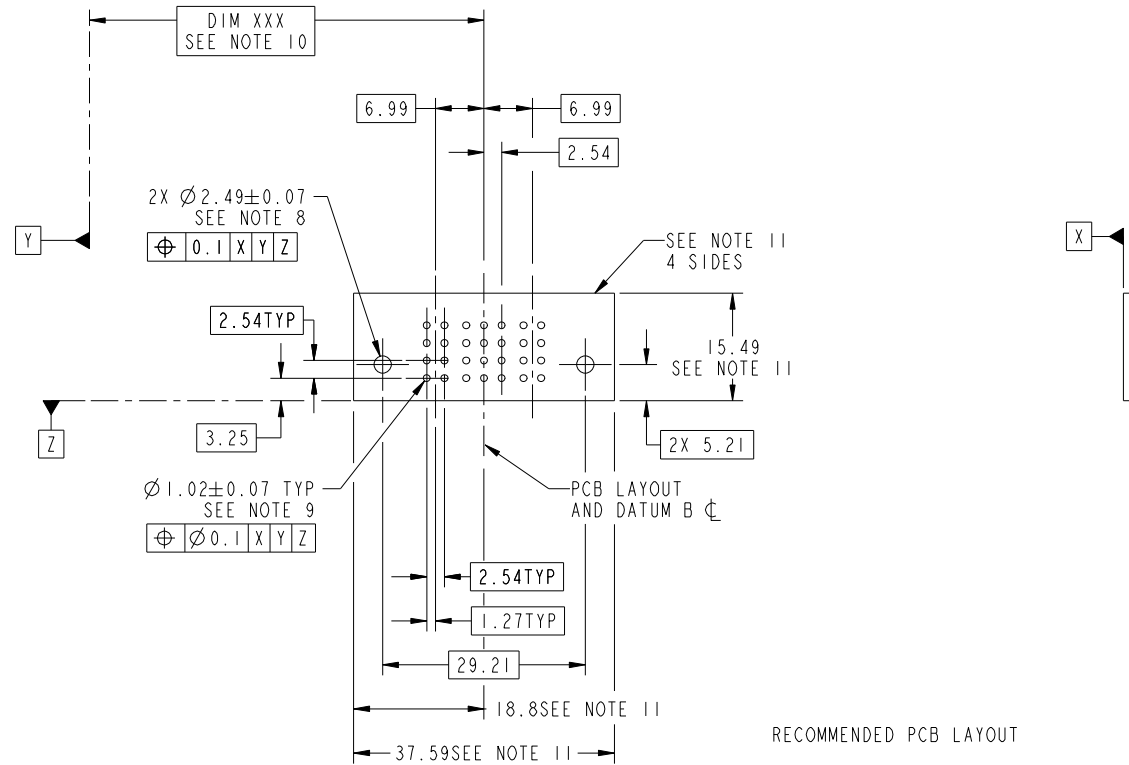 DIM XXX
SEE NOTE 10
6.99
6.99
2.54
2X Ø2.49±0.07
SEE NOTE 8
Y
X
⌖ 0.1 X Y Z
SEE NOTE 11
4 SIDES
2.54TYP
15.49
SEE NOTE 11
Z
3.25
2X 5.21
Ø1.02±0.07 TYP
SEE NOTE 9
PCB LAYOUT
AND DATUM B ℄
⌖ Ø0.1 X Y Z
2.54TYP
1.27TYP
29.21
18.8SEE NOTE 11
37.59SEE NOTE 11
RECOMMENDED PCB LAYOUT